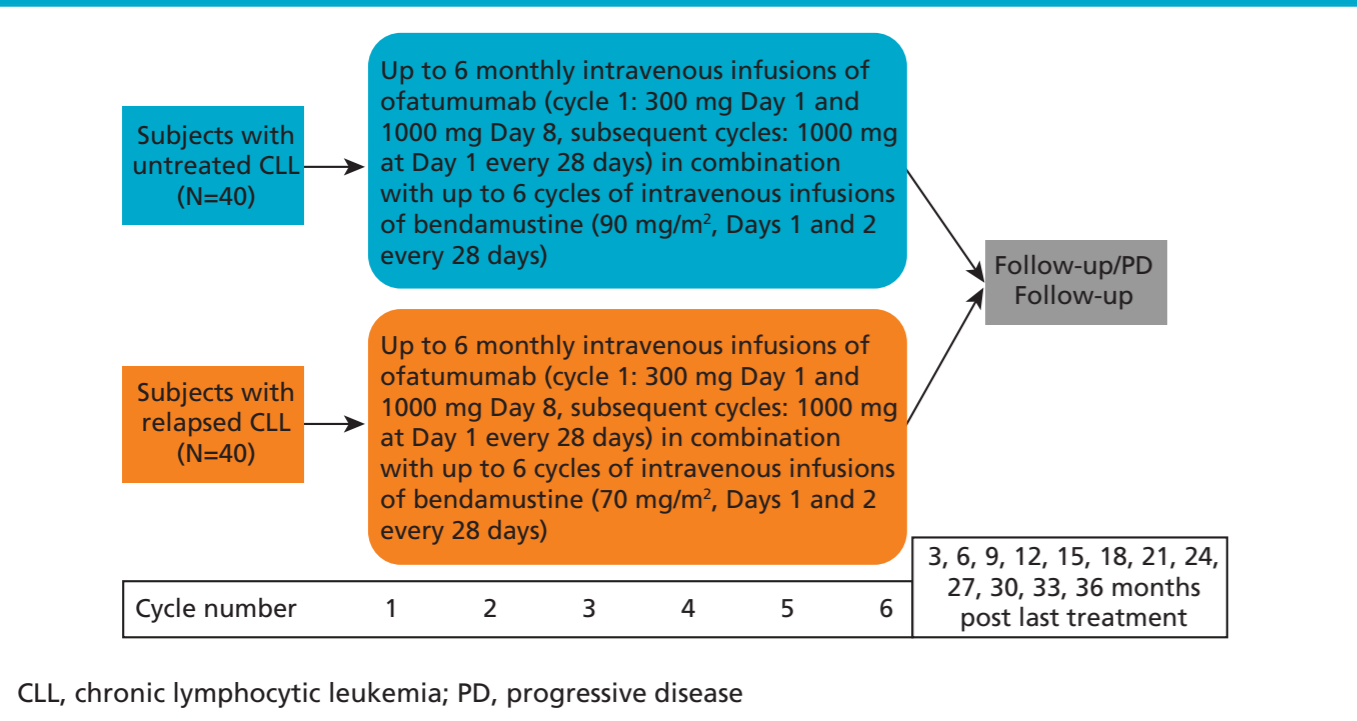 Subjects with
untreated CLL
(N=40)
Up to 6 monthly intravenous infusions of
ofatumumab (cycle 1: 300 mg Day 1 and
1000 mg Day 8, subsequent cycles: 1000 mg
at Day 1 every 28 days) in combination
with up to 6 cycles of intravenous infusions
of bendamustine (90 mg/m², Days 1 and 2
every 28 days)
Follow-up/PD
Follow-up
Subjects with
relapsed CLL
(N=40)
Up to 6 monthly intravenous infusions of
ofatumumab (cycle 1: 300 mg Day 1 and
1000 mg Day 8, subsequent cycles: 1000 mg
at Day 1 every 28 days) in combination
with up to 6 cycles of intravenous infusions
of bendamustine (70 mg/m², Days 1 and 2
every 28 days)
Cycle number 1 2 3 4 5 6
3, 6, 9, 12, 15, 18, 21, 24,
27, 30, 33, 36 months
post last treatment
CLL, chronic lymphocytic leukemia; PD, progressive disease